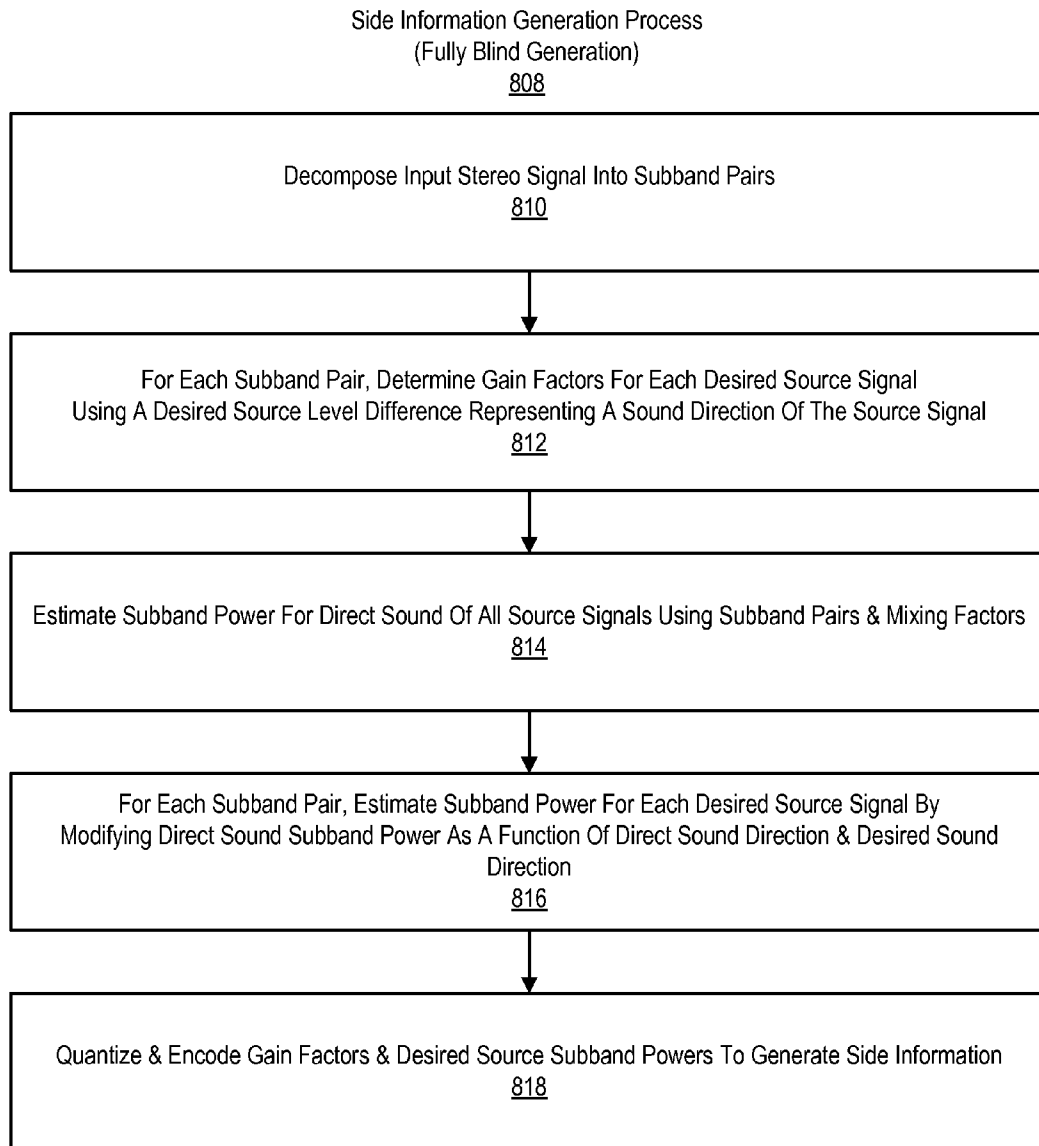 Side Information Generation Process
(Fully Blind Generation)
808
Decompose Input Stereo Signal Into Subband Pairs
810
For Each Subband Pair, Determine Gain Factors For Each Desired Source Signal
Using A Desired Source Level Difference Representing A Sound Direction Of The Source Signal
812
Estimate Subband Power For Direct Sound Of All Source Signals Using Subband Pairs & Mixing Factors
814
For Each Subband Pair, Estimate Subband Power For Each Desired Source Signal By
Modifying Direct Sound Subband Power As A Function Of Direct Sound Direction & Desired Sound
Direction
816
Quantize & Encode Gain Factors & Desired Source Subband Powers To Generate Side Information
818